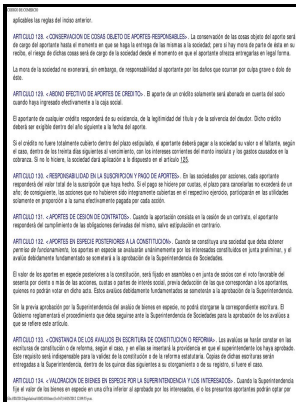 CODIGO DE COMERCIO
aplicables las reglas del inciso anterior.
ARTICULO 128. <CONSERVACION DE COSAS OBJETO DE APORTES-RESPONSABLES>. La conservación de las cosas objeto del aporte será
de cargo del aportante hasta el momento en que se haga la entrega de las mismas a la sociedad; pero si hay mora de parte de ésta en su
recibo, el riesgo de dichas cosas será de cargo de la sociedad desde el momento en que el aportante ofrezca entregarlas en legal forma.
La mora de la sociedad no exonerará, sin embargo, de responsabilidad al aportante por los daños que ocurran por culpa grave o dolo de
éste.
ARTICULO 129. <ABONO EFECTIVO DE APORTES DE CREDITO>. El aporte de un crédito solamente será abonado en cuenta del socio
cuando haya ingresado efectivamente a la caja social.
El aportante de cualquier crédito responderá de su existencia, de la legitimidad del título y de la solvencia del deudor. Dicho crédito
deberá ser exigible dentro del año siguiente a la fecha del aporte.
Si el crédito no fuere totalmente cubierto dentro del plazo estipulado, el aportante deberá pagar a la sociedad su valor o el faltante, según
el caso, dentro de los treinta días siguientes al vencimiento, con los intereses corrientes del monto insoluto y los gastos causados en la
cobranza. Si no lo hiciere, la sociedad dará aplicación a lo dispuesto en el artículo 125.
ARTICULO 130. <RESPONSABILIDAD EN LA SUSCRIPCION Y PAGO DE APORTES>. En las sociedades por acciones, cada aportante
responderá del valor total de la suscripción que haya hecho. Si el pago se hiciere por cuotas, el plazo para cancelarlas no excederá de un
año; de consiguiente, las acciones que no hubieren sido íntegramente cubiertas en el respectivo ejercicio, participarán en las utilidades
solamente en proporción a la suma efectivamente pagada por cada acción.
ARTICULO 131. <APORTES DE CESION DE CONTRATOS>. Cuando la aportación consista en la cesión de un contrato, el aportante
responderá del cumplimiento de las obligaciones derivadas del mismo, salvo estipulación en contrario.
ARTICULO 132. <APORTES EN ESPECIE POSTERIORES A LA CONSTITUCION>. Cuando se constituya una sociedad que deba obtener
permiso de funcionamiento, los aportes en especie se avaluarán unánimemente por los interesados constituidos en junta preliminar, y el
avalúo debidamente fundamentado se someterá a la aprobación de la Superintendencia de Sociedades.
El valor de los aportes en especie posteriores a la constitución, será fijado en asamblea o en junta de socios con el voto favorable del
sesenta por ciento o más de las acciones, cuotas o partes de interés social, previa deducción de las que correspondan a los aportantes,
quienes no podrán votar en dicho acto. Estos avalúos debidamente fundamentados se someterán a la aprobación de la Superintendencia.
Sin la previa aprobación por la Superintendencia del avalúo de bienes en especie, no podrá otorgarse la correspondiente escritura. El
Gobierno reglamentará el procedimiento que deba seguirse ante la Superintendencia de Sociedades para la aprobación de los avalúos a
que se refiere este artículo.
ARTICULO 133. <CONSTANCIA DE LOS AVALUOS EN ESCRITURA DE CONSTITUCION O REFORMA>. Los avalúos se harán constar en las
escrituras de constitución o de reforma, según el caso, y en ellas se insertará la providencia en que el superintendente los haya aprobado.
Este requisito será indispensable para la validez de la constitución o de la reforma estatutaria. Copias de dichas escrituras serán
entregadas a la Superintendencia, dentro de los quince días siguientes a su otorgamiento o de su registro, si fuere el caso.
ARTICULO 134. <VALORACION DE BIENES EN ESPECIE POR LA SUPERINTENDENCIA Y LOS INTERESADOS>. Cuando la Superintendencia
fije el valor de los bienes en especie en una cifra inferior al aprobado por los interesados, el o los presuntos aportantes podrán optar por